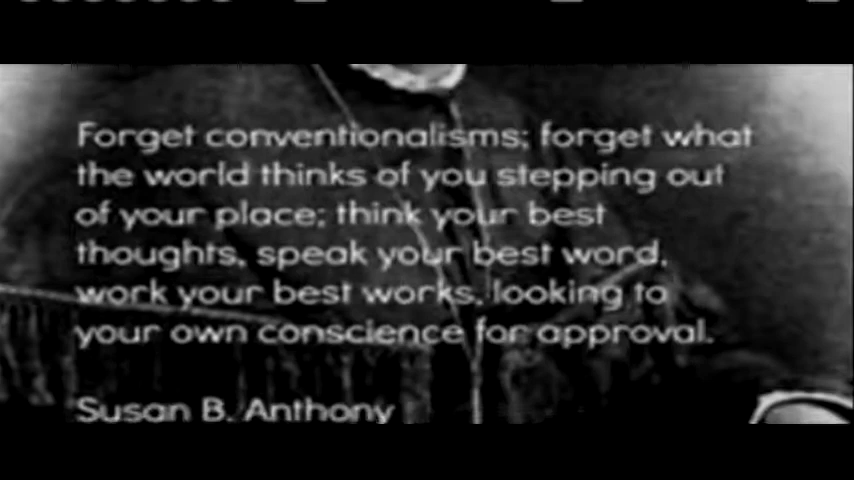 Forget conventionalisms; forget what
the world thinks of you stepping out
of your place; think your best
thoughts, speak your best word,
work your best works, looking to
your own conscience for approval.
Susan B. Anthony